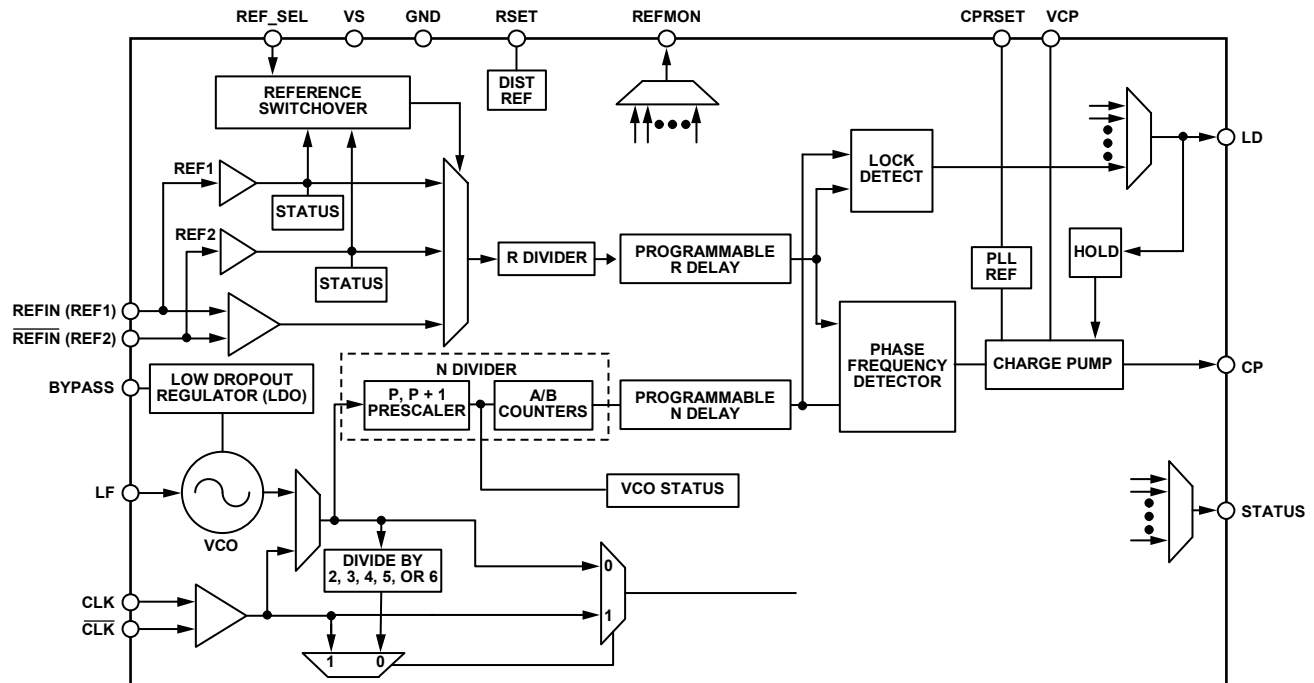 REF_SEL VS GND RSET REFMON CPRSET VCP
DIST
REF
REFERENCE
SWITCHOVER
REF1
STATUS
REF2
STATUS
LOCK
DETECT
LD
HOLD
PLL
REF
R DIVIDER
PROGRAMMABLE
R DELAY
REFIN (REF1)
REFIN (REF2)
BYPASS
LOW DROPOUT
REGULATOR (LDO)
N DIVIDER
P, P + 1
PRESCALER
A/B
COUNTERS
PROGRAMMABLE
N DELAY
PHASE
FREQUENCY
DETECTOR
CHARGE PUMP
CP
LF
VCO
VCO STATUS
STATUS
DIVIDE BY
2, 3, 4, 5, OR 6
0
1
CLK
CLK
1 0